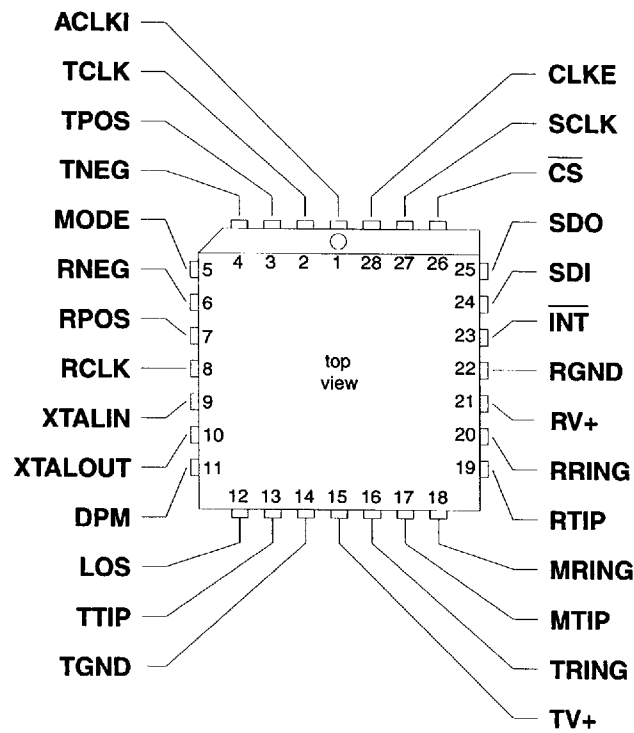 ACLKI
TCLK
TPOS
TNEG
MODE
RNEG
RPOS
RCLK
XTALIN
XTALOUT
DPM
LOS
TTIP
TGND
CLKE
SCLK
C̅S̅
SDO
SDI
I̅N̅T̅
RGND
RV+
RRING
RTIP
MRING
MTIP
TRING
TV+
4 3 2 1 28 27 26
5
6
7
8
9
10
11
25
24
23
22
21
20
19
top
view
12 13 14 15 16 17 18